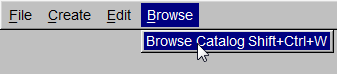 File Create Edit Browse
Browse Catalog Shift+Ctrl+W